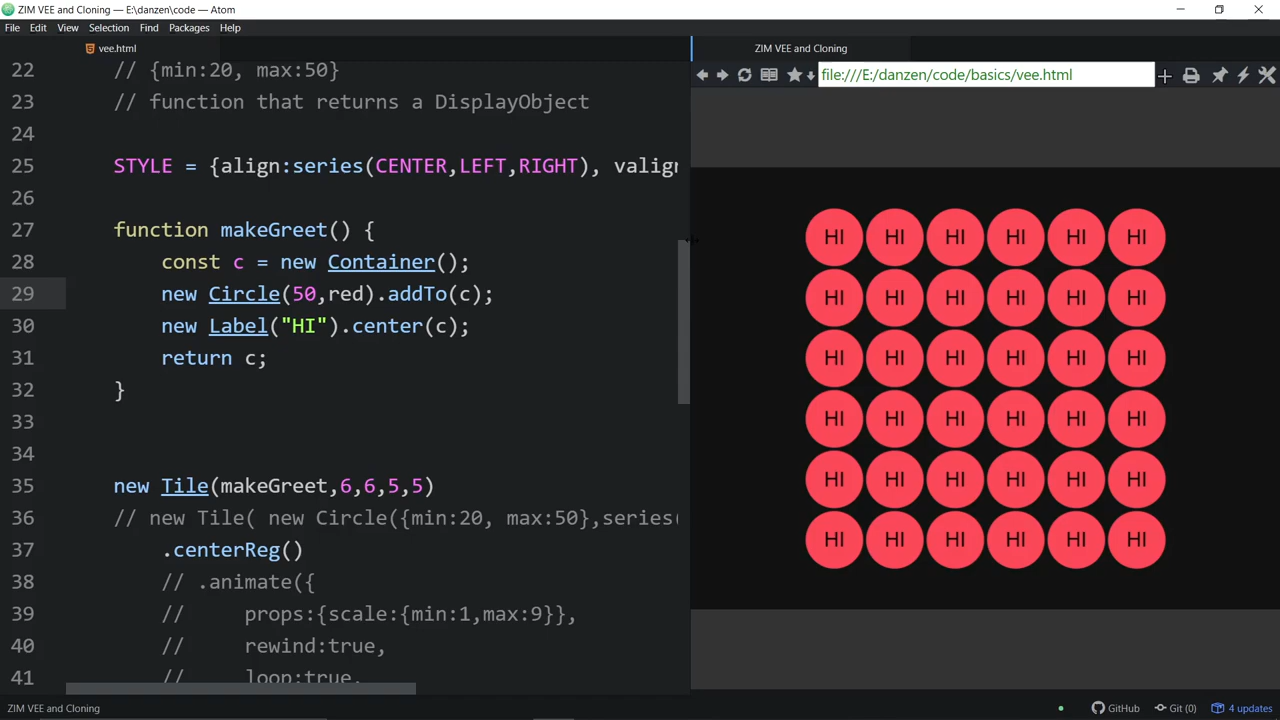 ZIM VEE and Cloning — E:\danzen\code — Atom
File Edit View Selection Find Packages Help
vee.html
ZIM VEE and Cloning
file:///E:/danzen/code/basics/vee.html
22 // {min:20, max:50}
23 // function that returns a DisplayObject
24
25 STYLE = {align:series(CENTER,LEFT,RIGHT), valign
26
27 function makeGreet() {
28 const c = new Container();
29 new Circle(50,red).addTo(c);
30 new Label("HI").center(c);
31 return c;
32 }
33
34
35 new Tile(makeGreet,6,6,5,5)
36 // new Tile( new Circle({min:20, max:50},series(
37 .centerReg()
38 // .animate({
39 // props:{scale:{min:1,max:9}},
40 // rewind:true,
41 // loop:true,
HI HI HI HI HI HI
HI HI HI HI HI HI
HI HI HI HI HI HI
HI HI HI HI HI HI
HI HI HI HI HI HI
HI HI HI HI HI HI
ZIM VEE and Cloning
GitHub Git (0) 4 updates